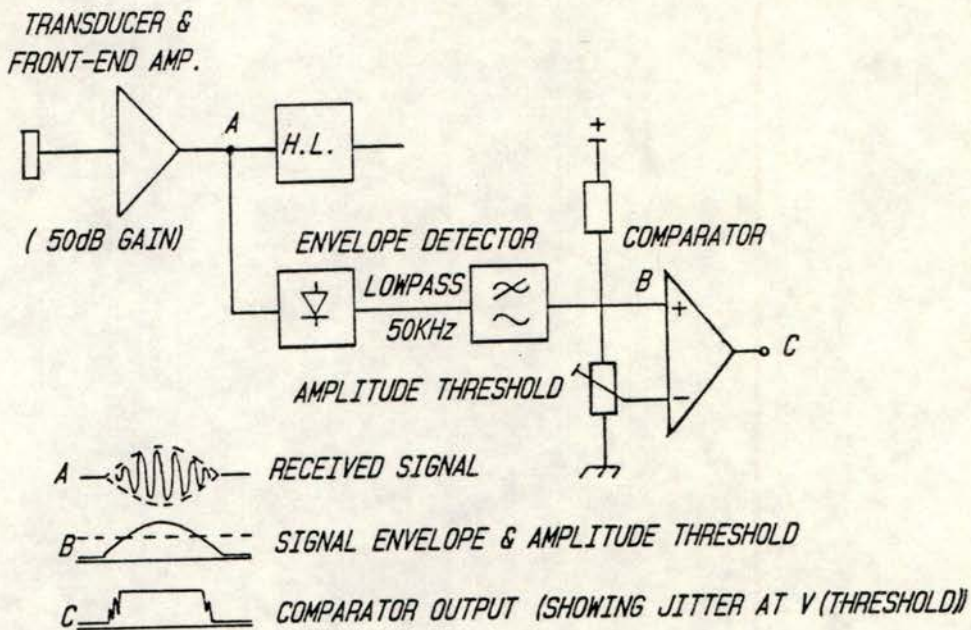 TRANSDUCER &
FRONT-END AMP.
A
H.L.
+
( 50dB GAIN)
ENVELOPE DETECTOR
COMPARATOR
LOWPASS
B
+
50KHz
C
AMPLITUDE THRESHOLD
-
A
RECEIVED SIGNAL
B
SIGNAL ENVELOPE & AMPLITUDE THRESHOLD
C
COMPARATOR OUTPUT (SHOWING JITTER AT V (THRESHOLD))